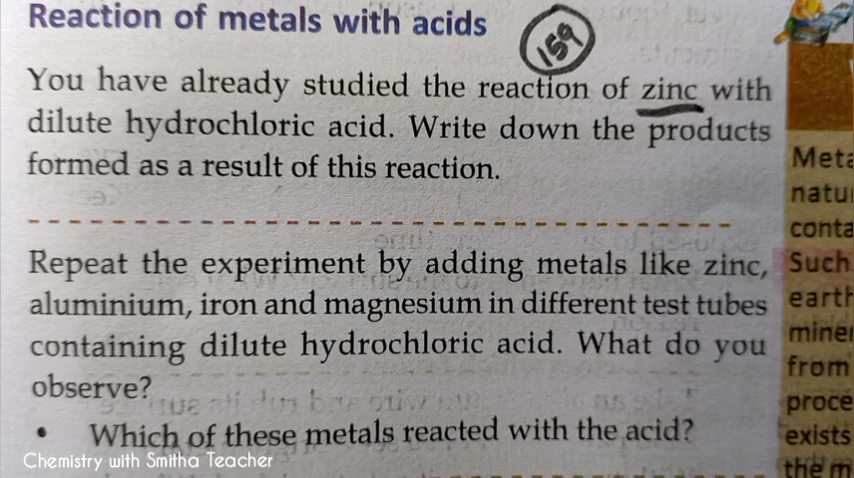 Reaction of metals with acids
159
You have already studied the reaction of zinc with
dilute hydrochloric acid. Write down the products
formed as a result of this reaction.
Repeat the experiment by adding metals like zinc,
aluminium, iron and magnesium in different test tubes
containing dilute hydrochloric acid. What do you
observe?
• Which of these metals reacted with the acid?
Chemistry with Smitha Teacher
Meta
natu
conta
Such
earth
miner
from
proce
exists
the m